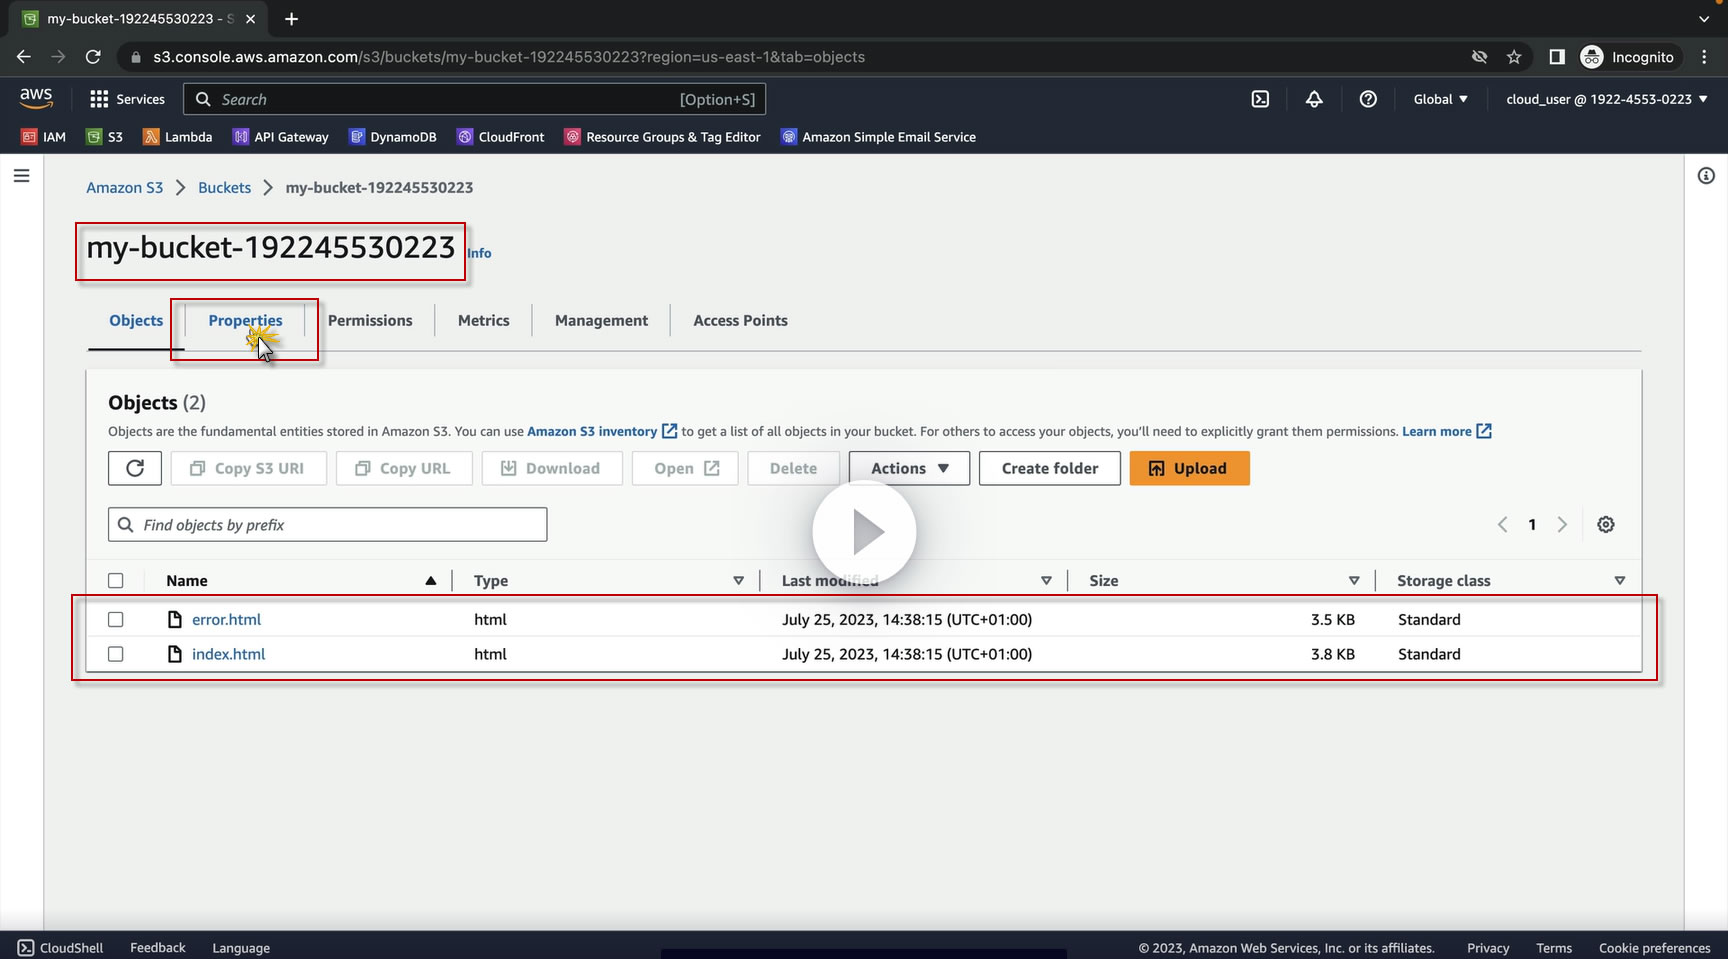 my-bucket-192245530223 - S
s3.console.aws.amazon.com/s3/buckets/my-bucket-192245530223?region=us-east-1&tab=objects
Incognito
aws
Services
Search
[Option+S]
Global
cloud_user @ 1922-4553-0223
IAM
S3
Lambda
API Gateway
DynamoDB
CloudFront
Resource Groups & Tag Editor
Amazon Simple Email Service
Amazon S3 > Buckets > my-bucket-192245530223
my-bucket-192245530223 Info
Objects
Properties
Permissions
Metrics
Management
Access Points
Objects (2)
Objects are the fundamental entities stored in Amazon S3. You can use Amazon S3 inventory to get a list of all objects in your bucket. For others to access your objects, you'll need to explicitly grant them permissions. Learn more
Copy S3 URI
Copy URL
Download
Open
Delete
Actions
Create folder
Upload
Find objects by prefix
1
Name Type Last modified Size Storage class
error.html html July 25, 2023, 14:38:15 (UTC+01:00) 3.5 KB Standard
index.html html July 25, 2023, 14:38:15 (UTC+01:00) 3.8 KB Standard
CloudShell Feedback Language © 2023, Amazon Web Services, Inc. or its affiliates. Privacy Terms Cookie preferences